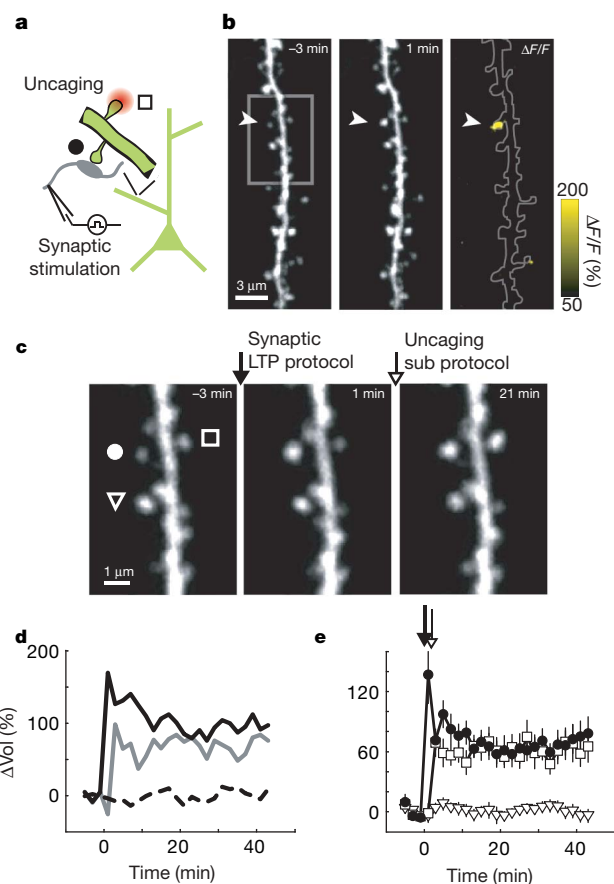 a
Uncaging
Synaptic
stimulation
b
–3 min
1 min
ΔF/F
3 μm
200
50
ΔF/F (%)
c
Synaptic
LTP protocol
Uncaging
sub protocol
–3 min
1 min
21 min
1 μm
d
200
100
0
ΔVol (%)
0 20 40
Time (min)
e
120
60
0
0 20 40
Time (min)